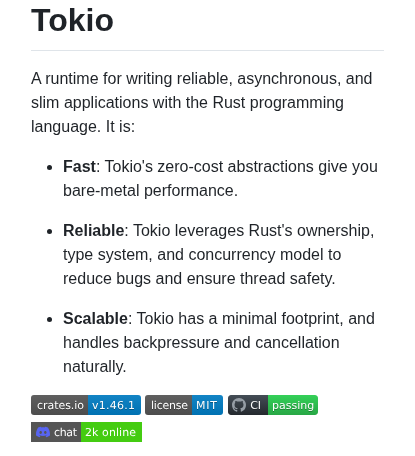 Tokio
A runtime for writing reliable, asynchronous, and
slim applications with the Rust programming
language. It is:
• Fast: Tokio's zero-cost abstractions give you
bare-metal performance.
• Reliable: Tokio leverages Rust's ownership,
type system, and concurrency model to
reduce bugs and ensure thread safety.
• Scalable: Tokio has a minimal footprint, and
handles backpressure and cancellation
naturally.
crates.io v1.46.1 license MIT CI passing
chat 2k online